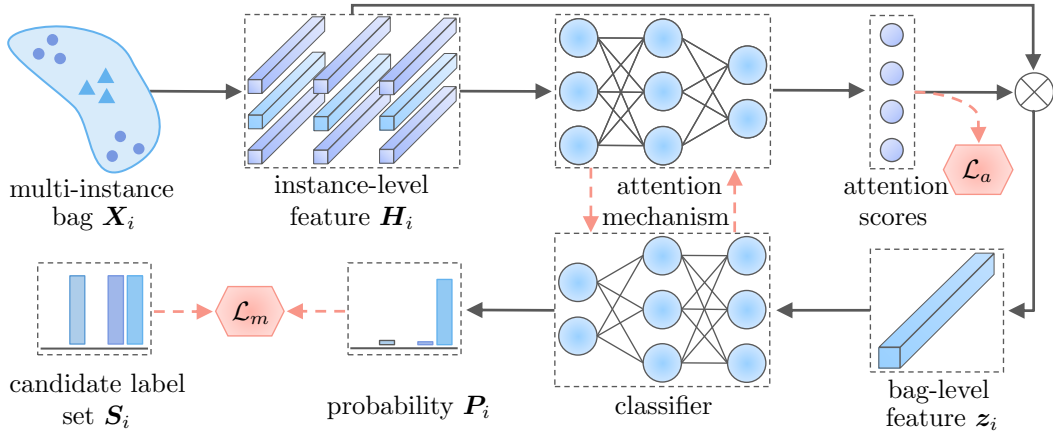 multi-instance
bag Xᵢ
instance-level
feature Hᵢ
attention
mechanism
attention
scores
ℒₐ
candidate label
set Sᵢ
ℒₘ
probability Pᵢ
classifier
bag-level
feature zᵢ